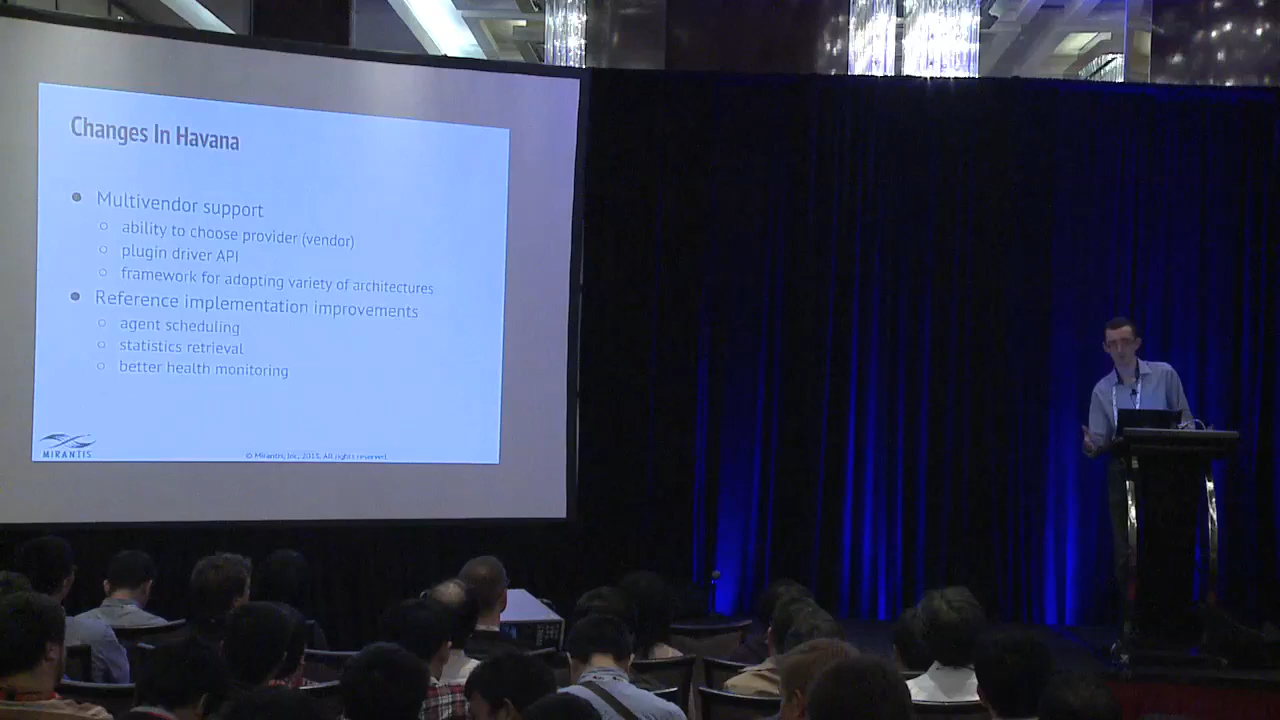 Changes In Havana
Multivendor support
ability to choose provider (vendor)
plugin driver API
framework for adopting variety of architectures
Reference implementation improvements
agent scheduling
statistics retrieval
better health monitoring
MIRANTIS
© Mirantis, Inc, 2013. All rights reserved.